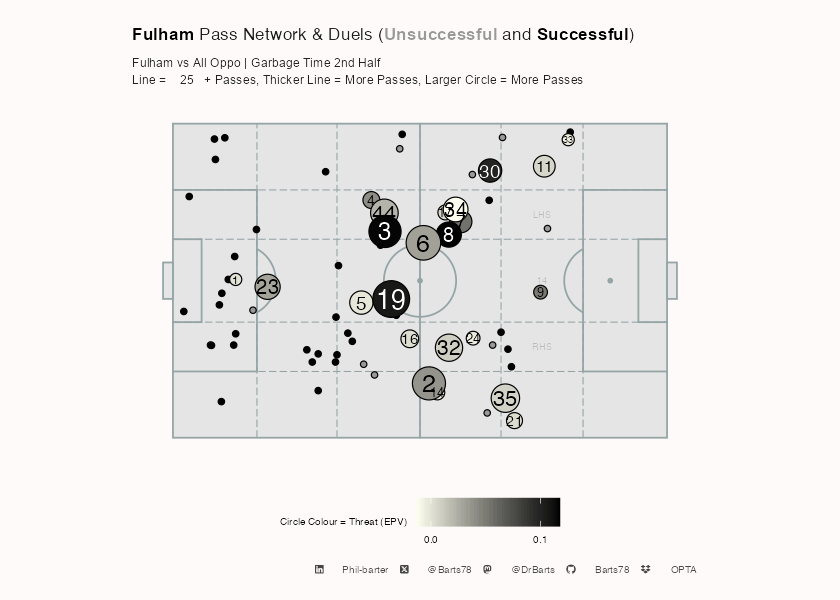 Fulham Pass Network & Duels (Unsuccessful and Successful)
Fulham vs All Oppo | Garbage Time 2nd Half
Line = 25 + Passes, Thicker Line = More Passes, Larger Circle = More Passes
33
30
11
4
44
34
LHS
3
8
6
1
23
14
9
5
19
16
32
24
RHS
2
14
35
21
Circle Colour = Threat (EPV)
0.0
0.1
Phil-barter
@Barts78
@DrBarts
Barts78
OPTA